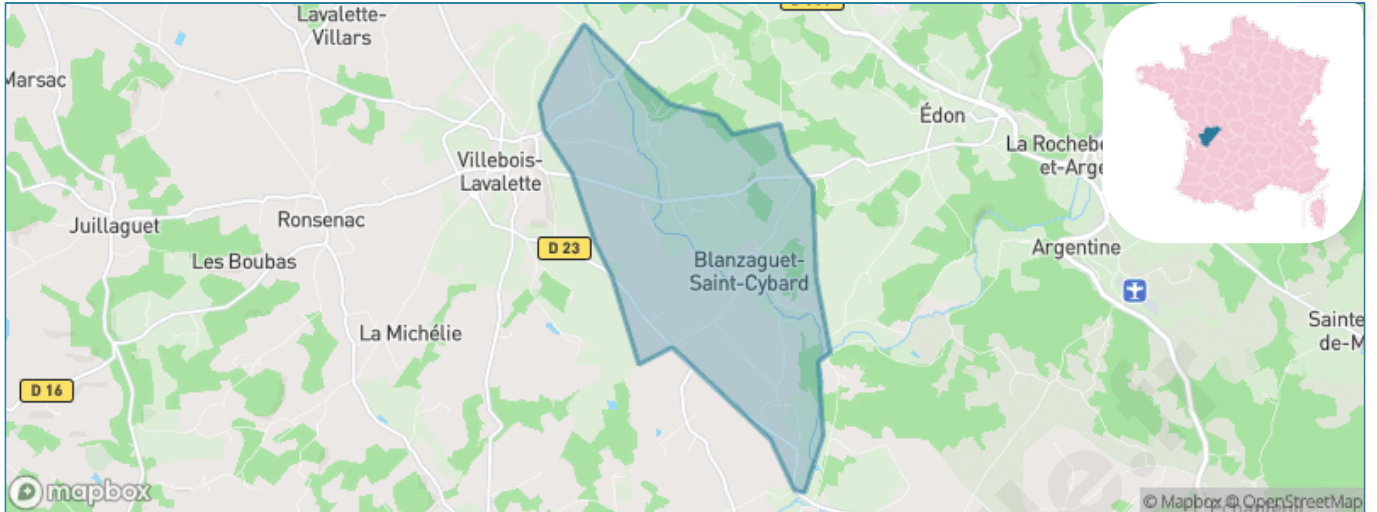 Lavalette-
Villars
Marsac
Édon
La Rocheb
et-Arge
Villebois-
Lavalette
Juillaguet
Ronsenac
D 23
Argentine
Les Boubas
Blanzaguet-
Saint-Cybard
La Michélie
Sainte
de-M
D 16
mapbox
© Mapbox © OpenStreetMap